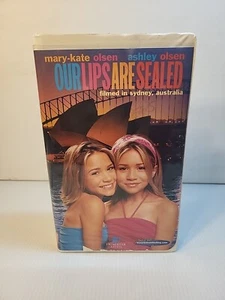 mary-kate olsen ashley olsen
OUR LIPS ARE SEALED
filmed in sydney, australia